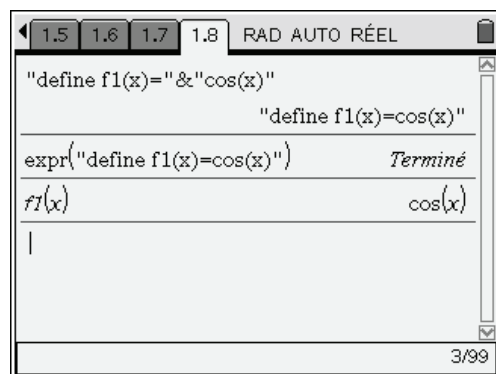 1.5 1.6 1.7 1.8 RAD AUTO RÉEL
"define f1(x)="&"cos(x)"
"define f1(x)=cos(x)"
expr("define f1(x)=cos(x)") Terminé
f1(x) cos(x)
3/99